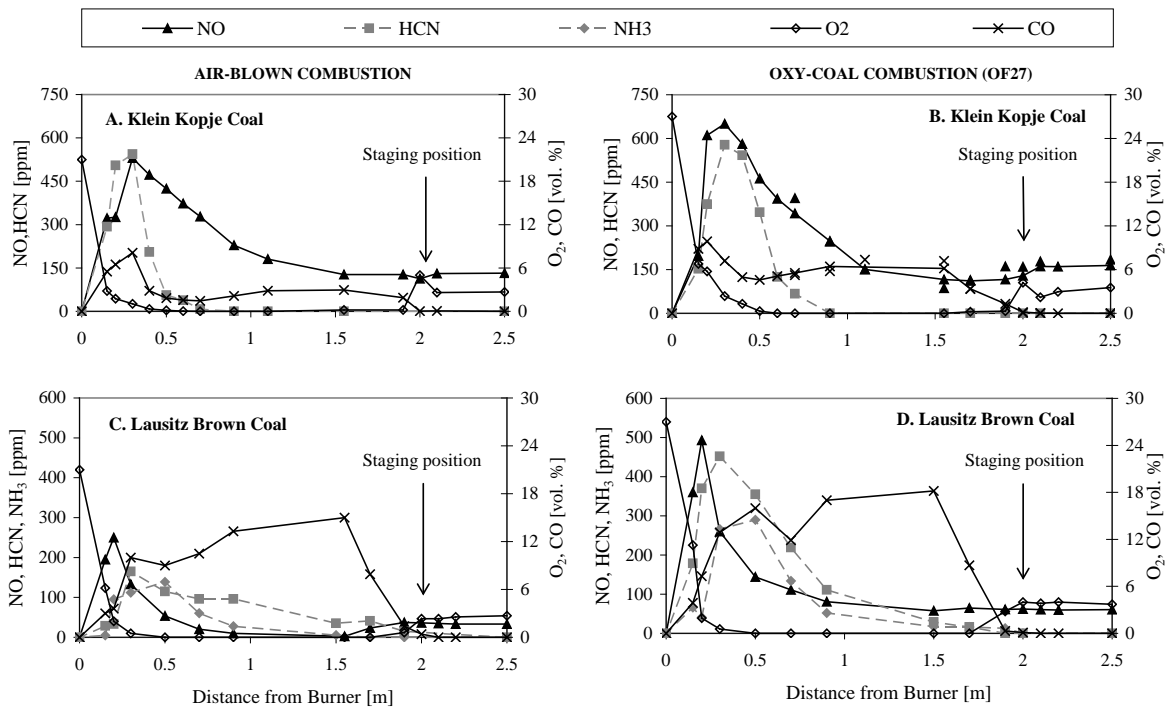 NO HCN NH3 O2 CO
AIR-BLOWN COMBUSTION
OXY-COAL COMBUSTION (OF27)
A. Klein Kopje Coal
Staging position
NO,HCN [ppm]
750
600
450
300
150
0
O2, CO [vol. %]
30
24
18
12
6
0
0 0.5 1 1.5 2 2.5
B. Klein Kopje Coal
Staging position
NO, HCN [ppm]
750
600
450
300
150
0
O2, CO [vol. %]
30
24
18
12
6
0
0 0.5 1 1.5 2 2.5
C. Lausitz Brown Coal
Staging position
NO, HCN, NH3 [ppm]
600
500
400
300
200
100
0
O2, CO [vol. %]
30
24
18
12
6
0
0 0.5 1 1.5 2 2.5
Distance from Burner [m]
D. Lausitz Brown Coal
Staging position
NO, HCN, NH3 [ppm]
600
500
400
300
200
100
0
O2, CO [vol. %]
30
24
18
12
6
0
0 0.5 1 1.5 2 2.5
Distance from Burner [m]